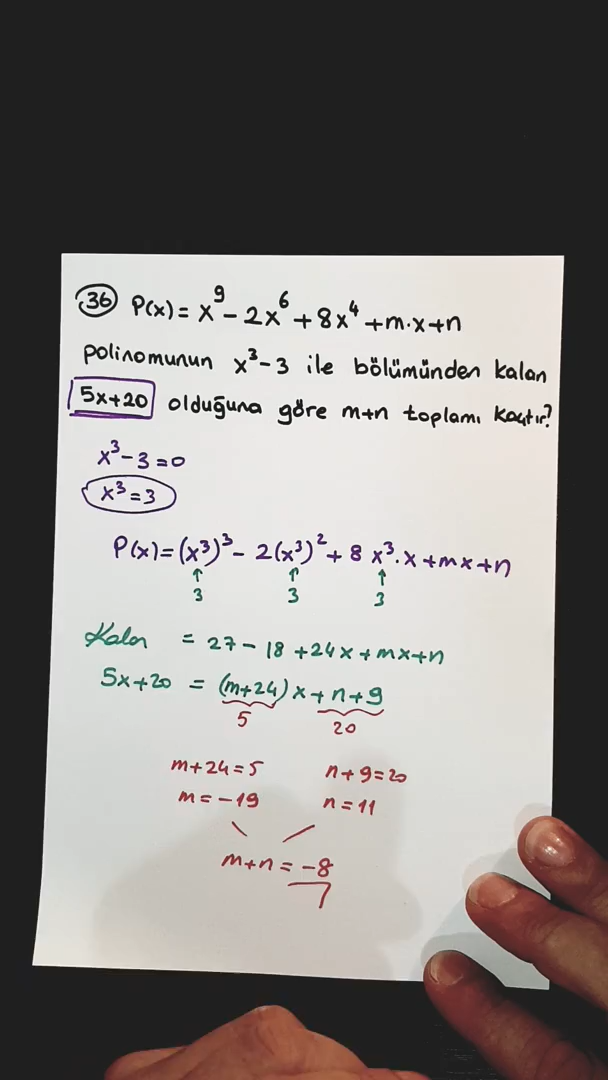 36 P(x) = x⁹ - 2x⁶ + 8x⁴ + m·x + n
polinomunun x³-3 ile bölümünden kalan
5x+20 olduğuna göre m+n toplamı kaçtır?
x³-3=0
x³=3
P(x) = (x³)³ - 2(x³)² + 8 x³·x + mx + n
↑ ↑ ↑
3 3 3
Kalan = 27 - 18 + 24x + mx + n
5x+20 = (m+24)x + n+9
5 20
m+24=5 n+9=20
m=-19 n=11
m+n = -8